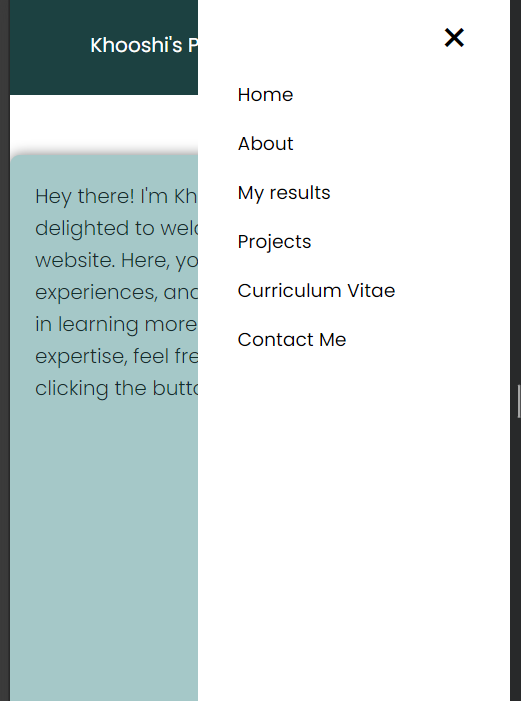 Khooshi's P
×
Home
About
My results
Projects
Curriculum Vitae
Contact Me
Hey there! I'm Kh
delighted to welc
website. Here, yo
experiences, and
in learning more
expertise, feel fre
clicking the butto